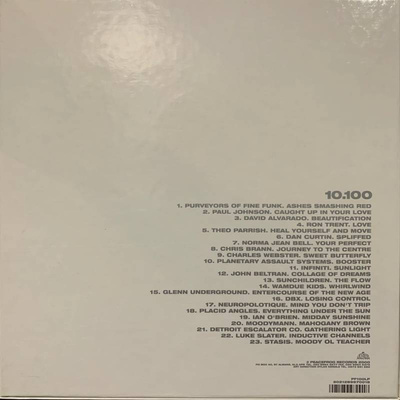 10.100
1. PURVEYORS OF FINE FUNK. ASHES SMASHING RED
2. PAUL JOHNSON. CAUGHT UP IN YOUR LOVE
3. DAVID ALVARADO. BEAUTIFICATION
4. RON TRENT. LOVE
5. THEO PARRISH. HEAL YOURSELF AND MOVE
6. DAN CURTIN. SPLIFFED
7. NORMA JEAN BELL. YOUR PERFECT
8. CHRIS BRANN. JOURNEY TO THE CENTRE
9. CHARLES WEBSTER. SWEET BUTTERFLY
10. PLANETARY ASSAULT SYSTEMS. BOOSTER
11. INFINITI. SUNLIGHT
12. JOHN BELTRAN. COLLAGE OF DREAMS
13. SUNCHILDREN. THE FLOW
14. WAMDUE KIDS. WHIRLWIND
15. GLENN UNDERGROUND. ENTERCOURSE OF THE NEW AGE
16. DBX. LOSING CONTROL
17. NEUROPOLOTIQUE. MIND YOU DON'T TRIP
18. PLACID ANGLES. EVERYTHING UNDER THE SUN
19. IAN O'BRIEN. MIDDAY SUNSHINE
20. MOODYMANN. MAHOGANY BROWN
21. DETROIT ESCALATOR CO. GATHERING LIGHT
22. LUKE SLATER. INDUCTIVE CHANNELS
23. STASIS. MOODY OL TEACHER
PF100LP